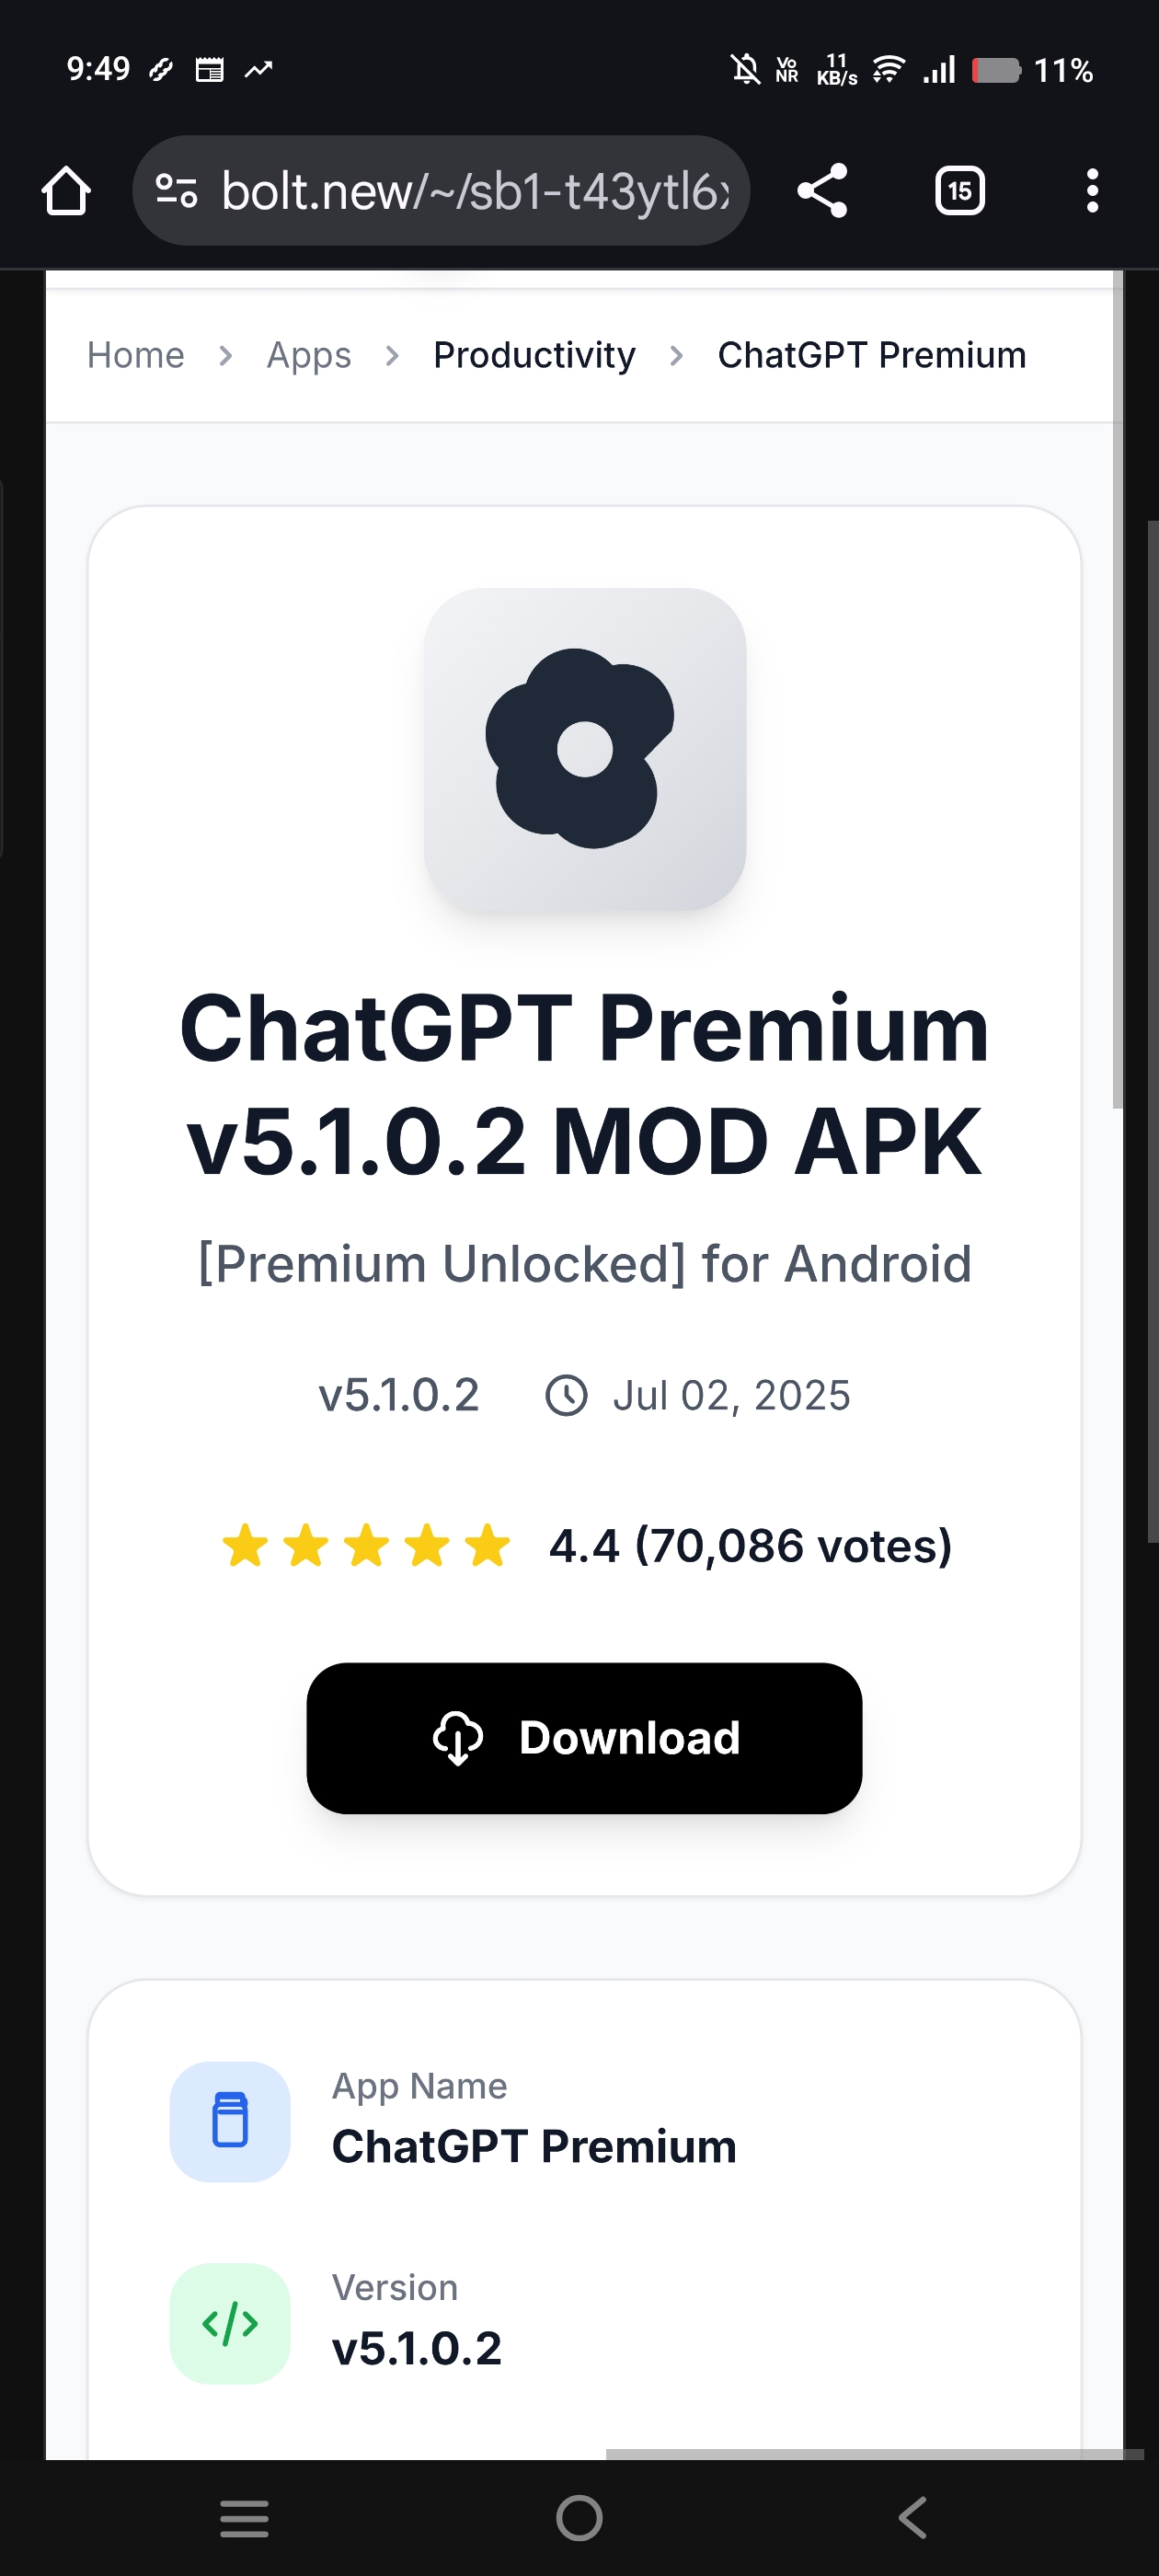 9:49
Vo
NR
11
KB/s
11%
bolt.new/~/sb1-t43ytl6
15
Home
Apps
Productivity
ChatGPT Premium
ChatGPT Premium
v5.1.0.2 MOD APK
[Premium Unlocked] for Android
v5.1.0.2
Jul 02, 2025
4.4 (70,086 votes)
Download
App Name
ChatGPT Premium
Version
v5.1.0.2